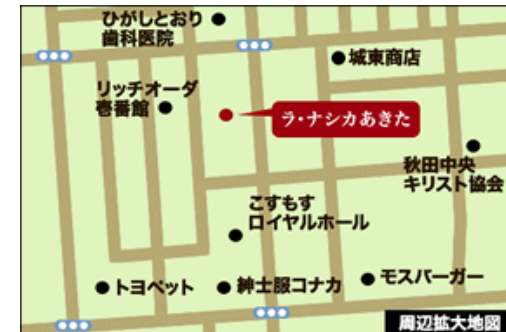 ひがしとおり
歯科医院
城東商店
リッチオーダ
壱番館
ラ・ナシカあきた
秋田中央
キリスト協会
こすもす
ロイヤルホール
トヨペット
紳士服コナカ
モスバーガー
周辺拡大地図